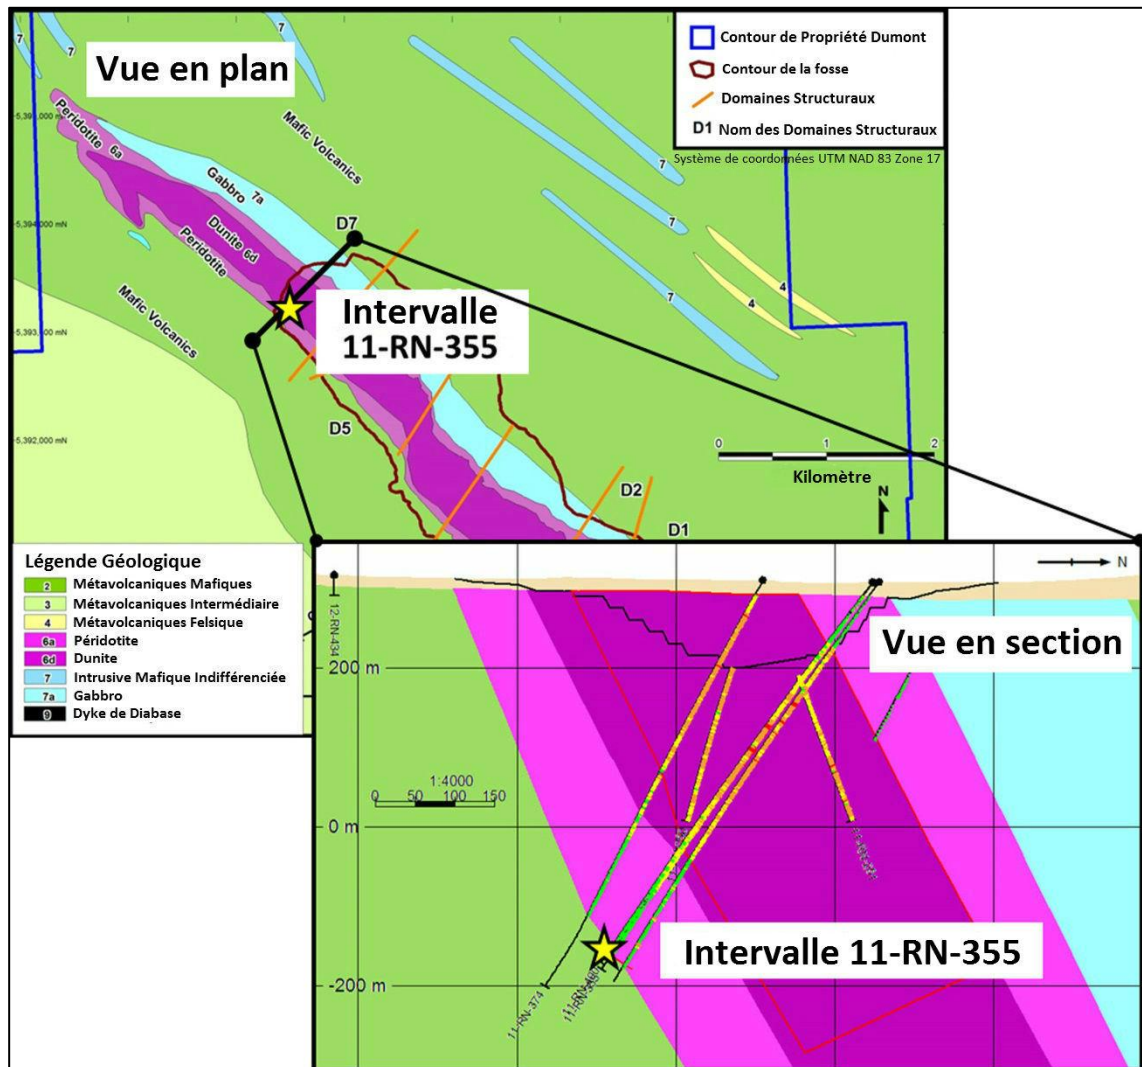 Vue en plan
Contour de Propriété Dumont
Contour de la fosse
Domaines Structuraux
D1 Nom des Domaines Structuraux
Système de coordonnées UTM NAD 83 Zone 17
7
7
7
7
7
7
7
4
4
Peridotite 6a
Mafic Volcanics
Gabbro 7a
Dunite 6d
Peridotite
D7
5,394,000 mN
5,393,000 mN
5,392,000 mN
Mafic Volcanics
Intervalle
11-RN-355
D5
D2
D1
0 1 2
Kilomètre
N
Légende Géologique
2 Métavolcaniques Mafiques
3 Métavolcaniques Intermédiaire
4 Métavolcaniques Felsique
6a Péridotite
6d Dunite
7 Intrusive Mafique Indifférenciée
7a Gabbro
9 Dyke de Diabase
N
12-RN-434
Vue en section
200 m
1:4000
0 50 100 150
0 m
Intervalle 11-RN-355
-200 m
11-RN-374